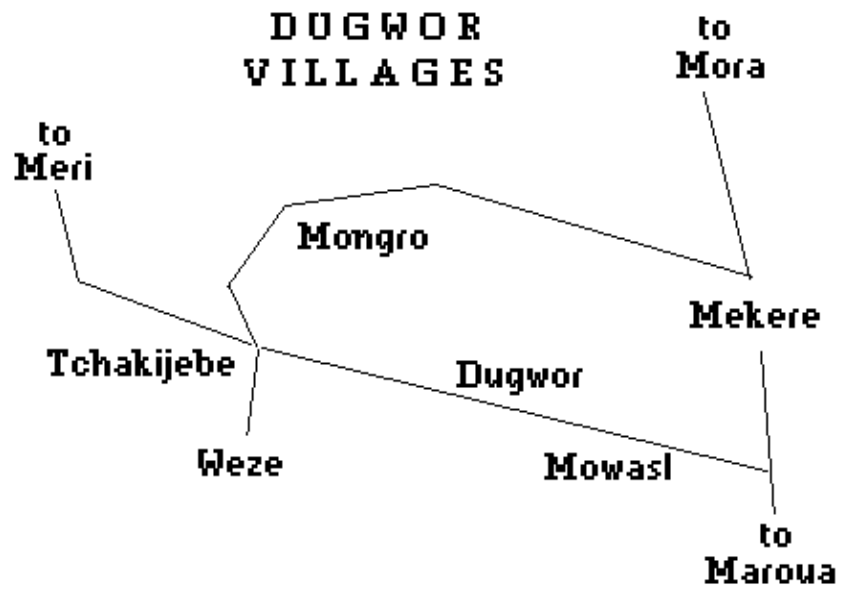 DUGWOR
VILLAGES
to
Mora
to
Meri
Mongro
Mekere
Tchakijebe
Dugwor
Weze
Mowasl
to
Maroua